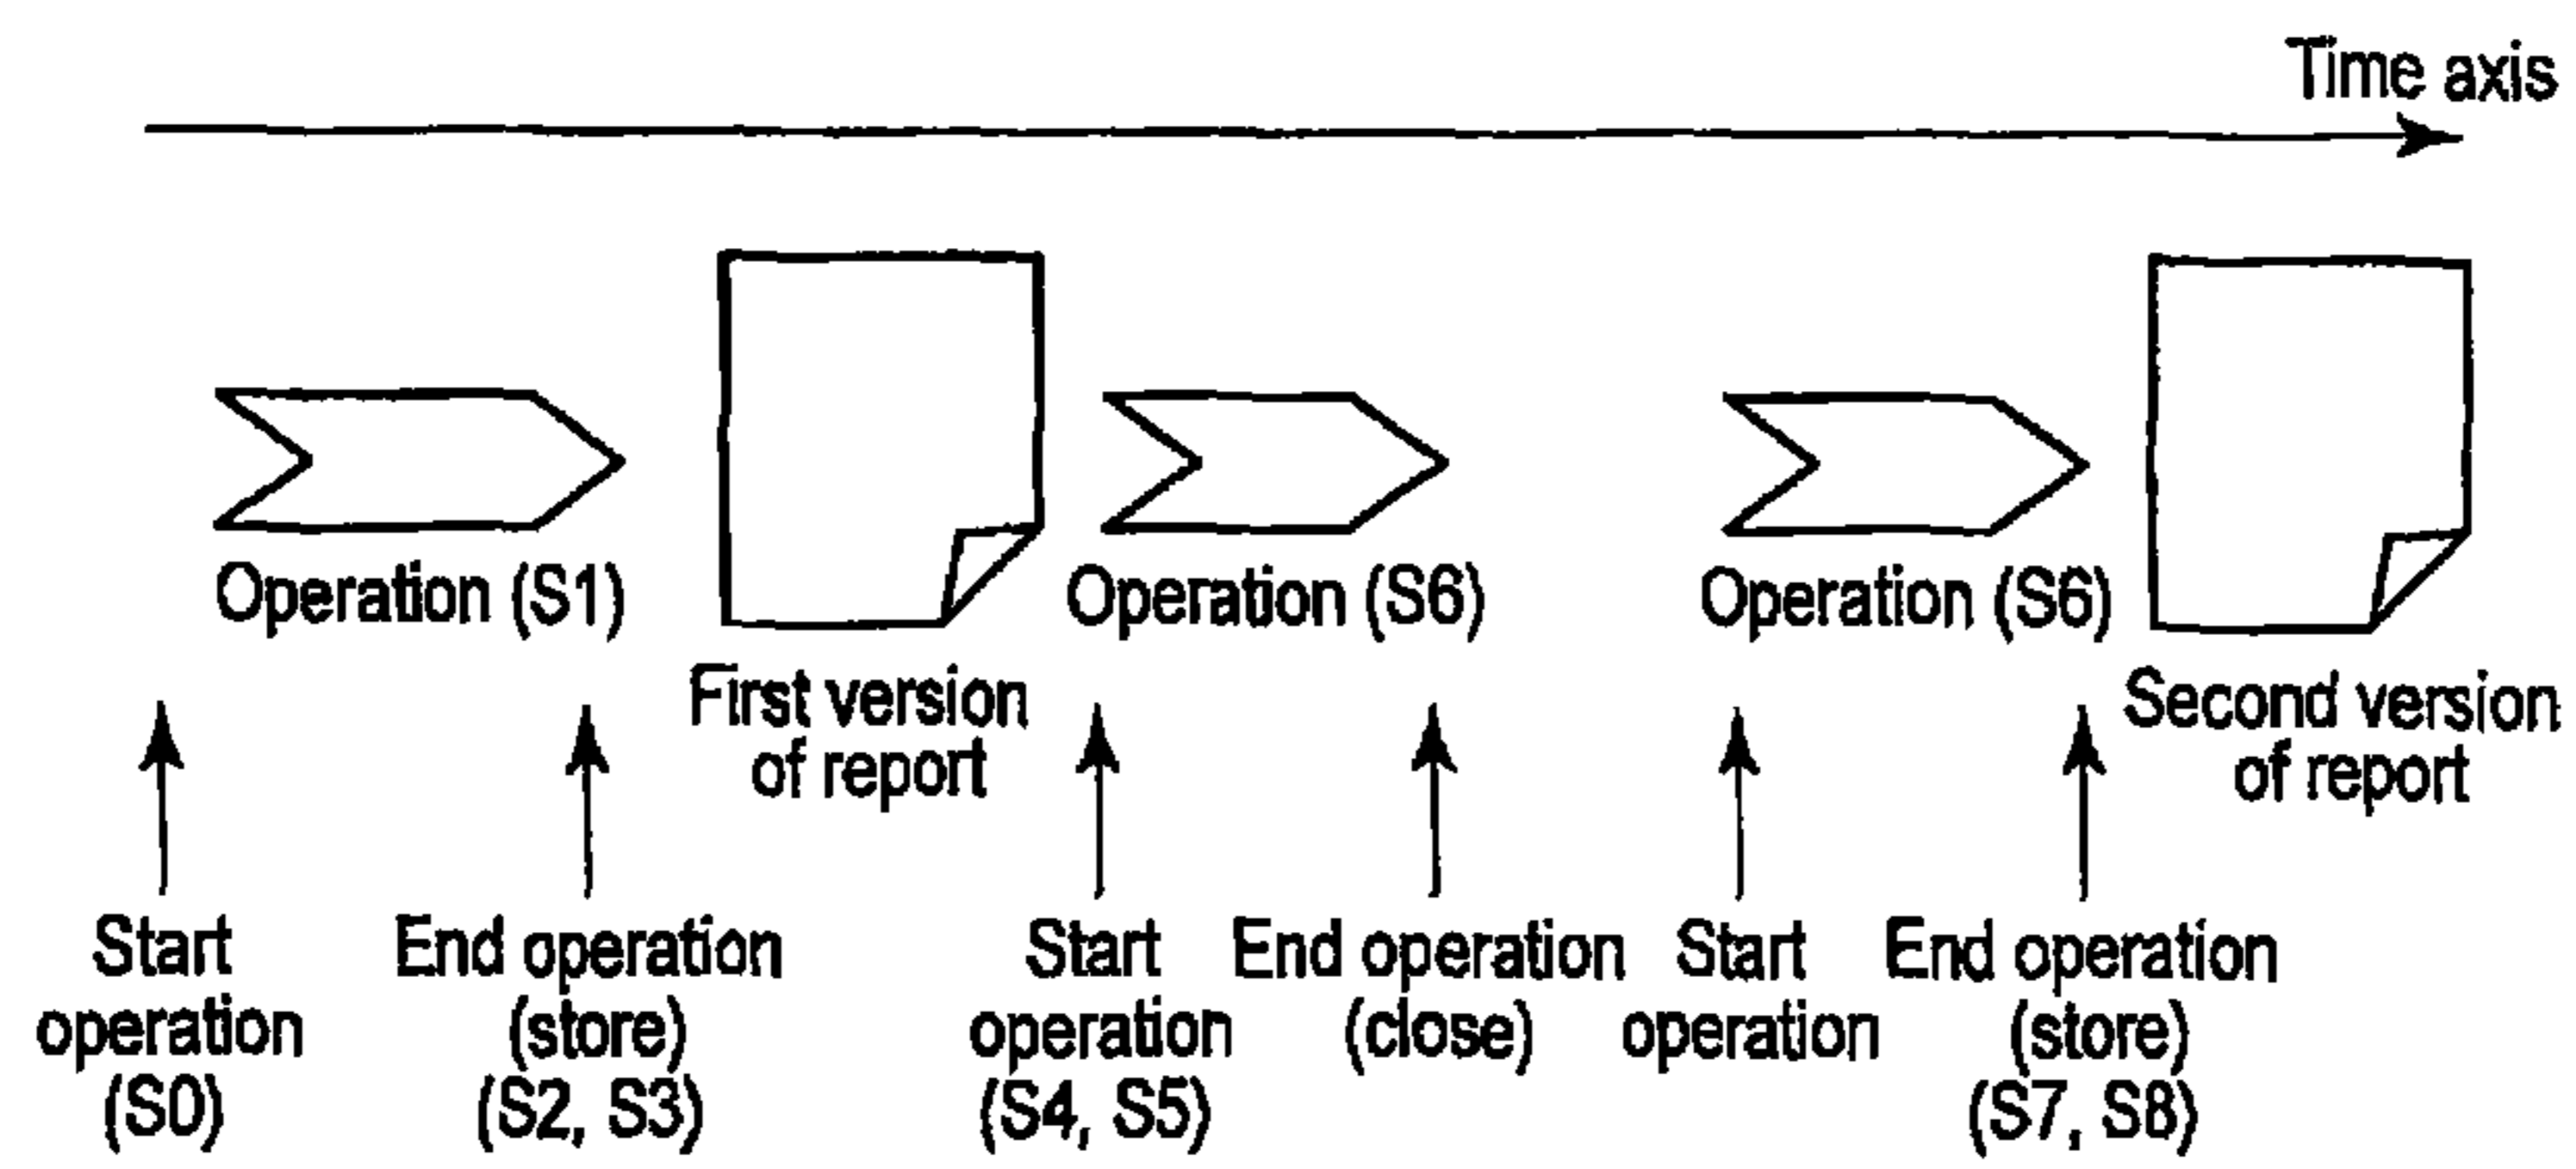 Time axis
Operation (S1)
Operation (S6)
Operation (S6)
First version
of report
Second version
of report
Start
operation
(S0)
End operation
(store)
(S2, S3)
Start
operation
(S4, S5)
End operation
(close)
Start
operation
End operation
(store)
(S7, S8)